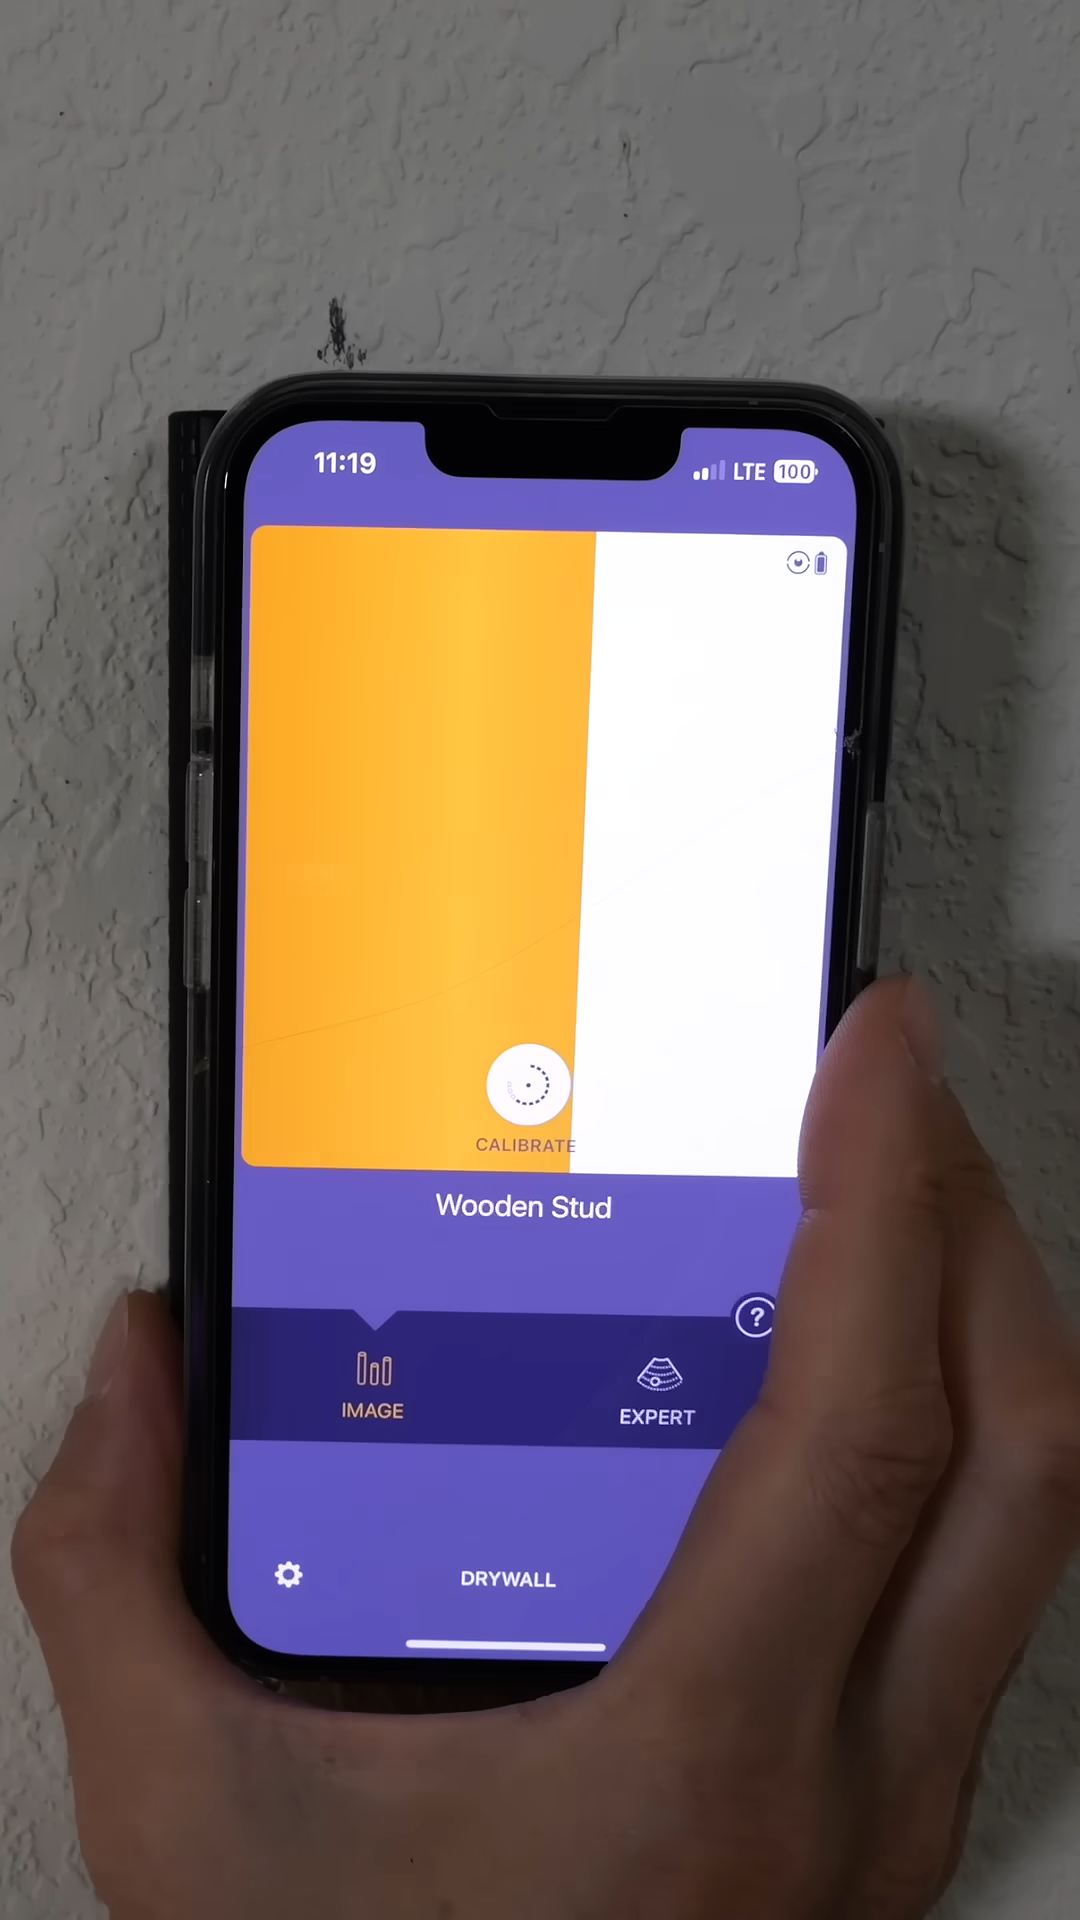 11:19
LTE 100
CALIBRATE
Wooden Stud
?
IMAGE
EXPERT
DRYWALL